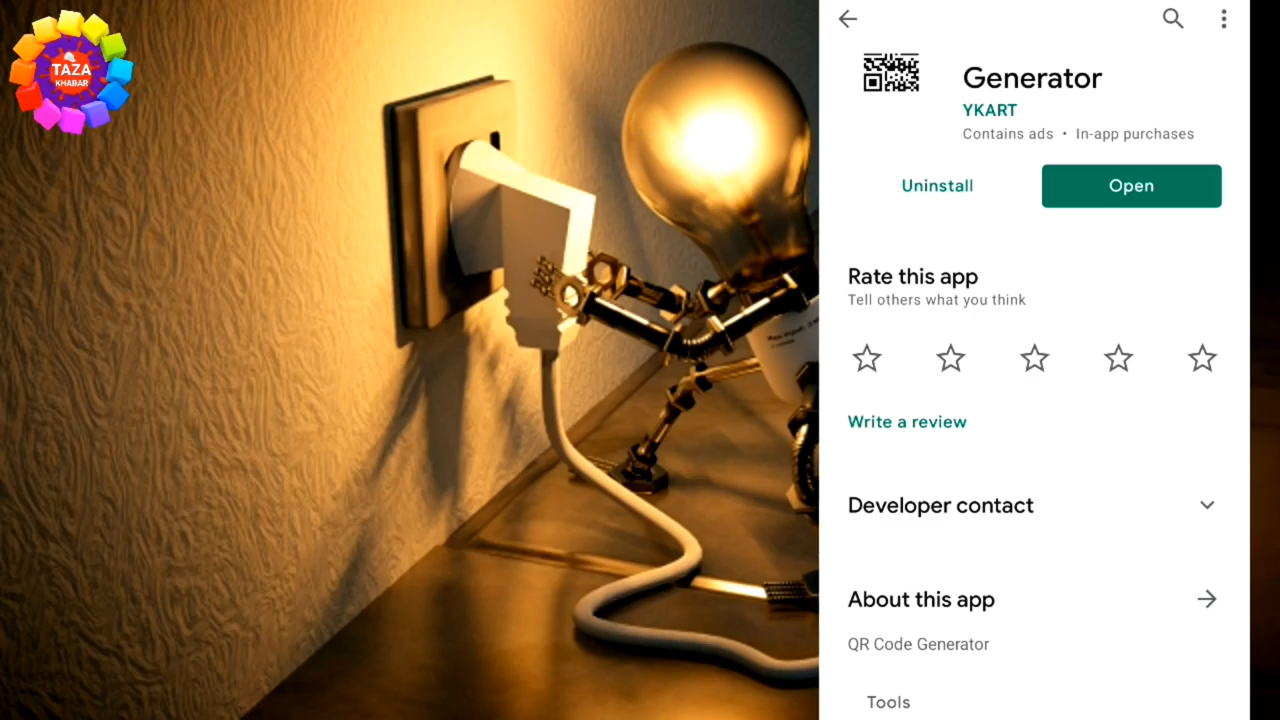 TAZA
KHABAR
Generator
YKART
Contains ads • In-app purchases
Uninstall
Open
Rate this app
Tell others what you think
Write a review
Developer contact
About this app
QR Code Generator
Tools